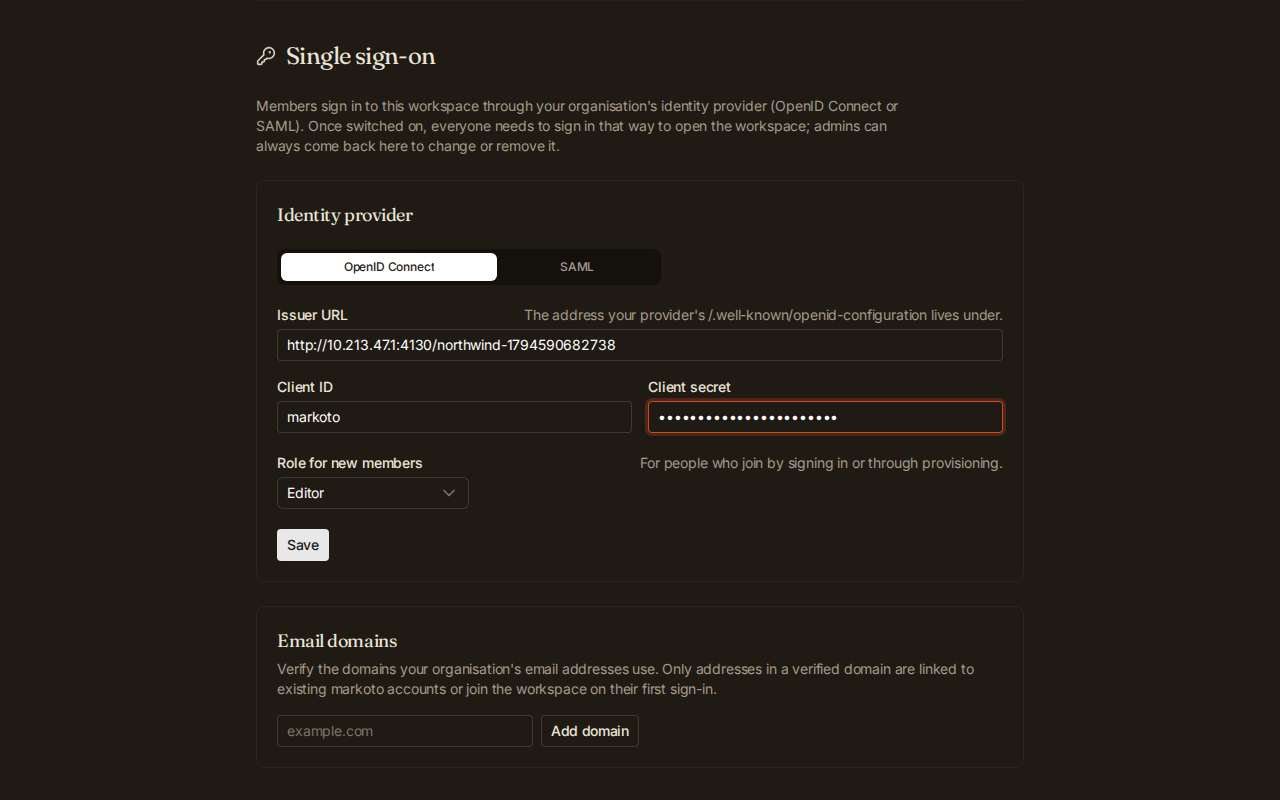 Single sign-on
Members sign in to this workspace through your organisation's identity provider (OpenID Connect or
SAML). Once switched on, everyone needs to sign in that way to open the workspace; admins can
always come back here to change or remove it.
Identity provider
OpenID Connect
SAML
Issuer URL
The address your provider's /.well-known/openid-configuration lives under.
http://10.213.47.1:4130/northwind-1794590682738
Client ID
Client secret
markoto
•••••••••••••••••••••••
Role for new members
For people who join by signing in or through provisioning.
Editor
Save
Email domains
Verify the domains your organisation's email addresses use. Only addresses in a verified domain are linked to
existing markoto accounts or join the workspace on their first sign-in.
example.com
Add domain